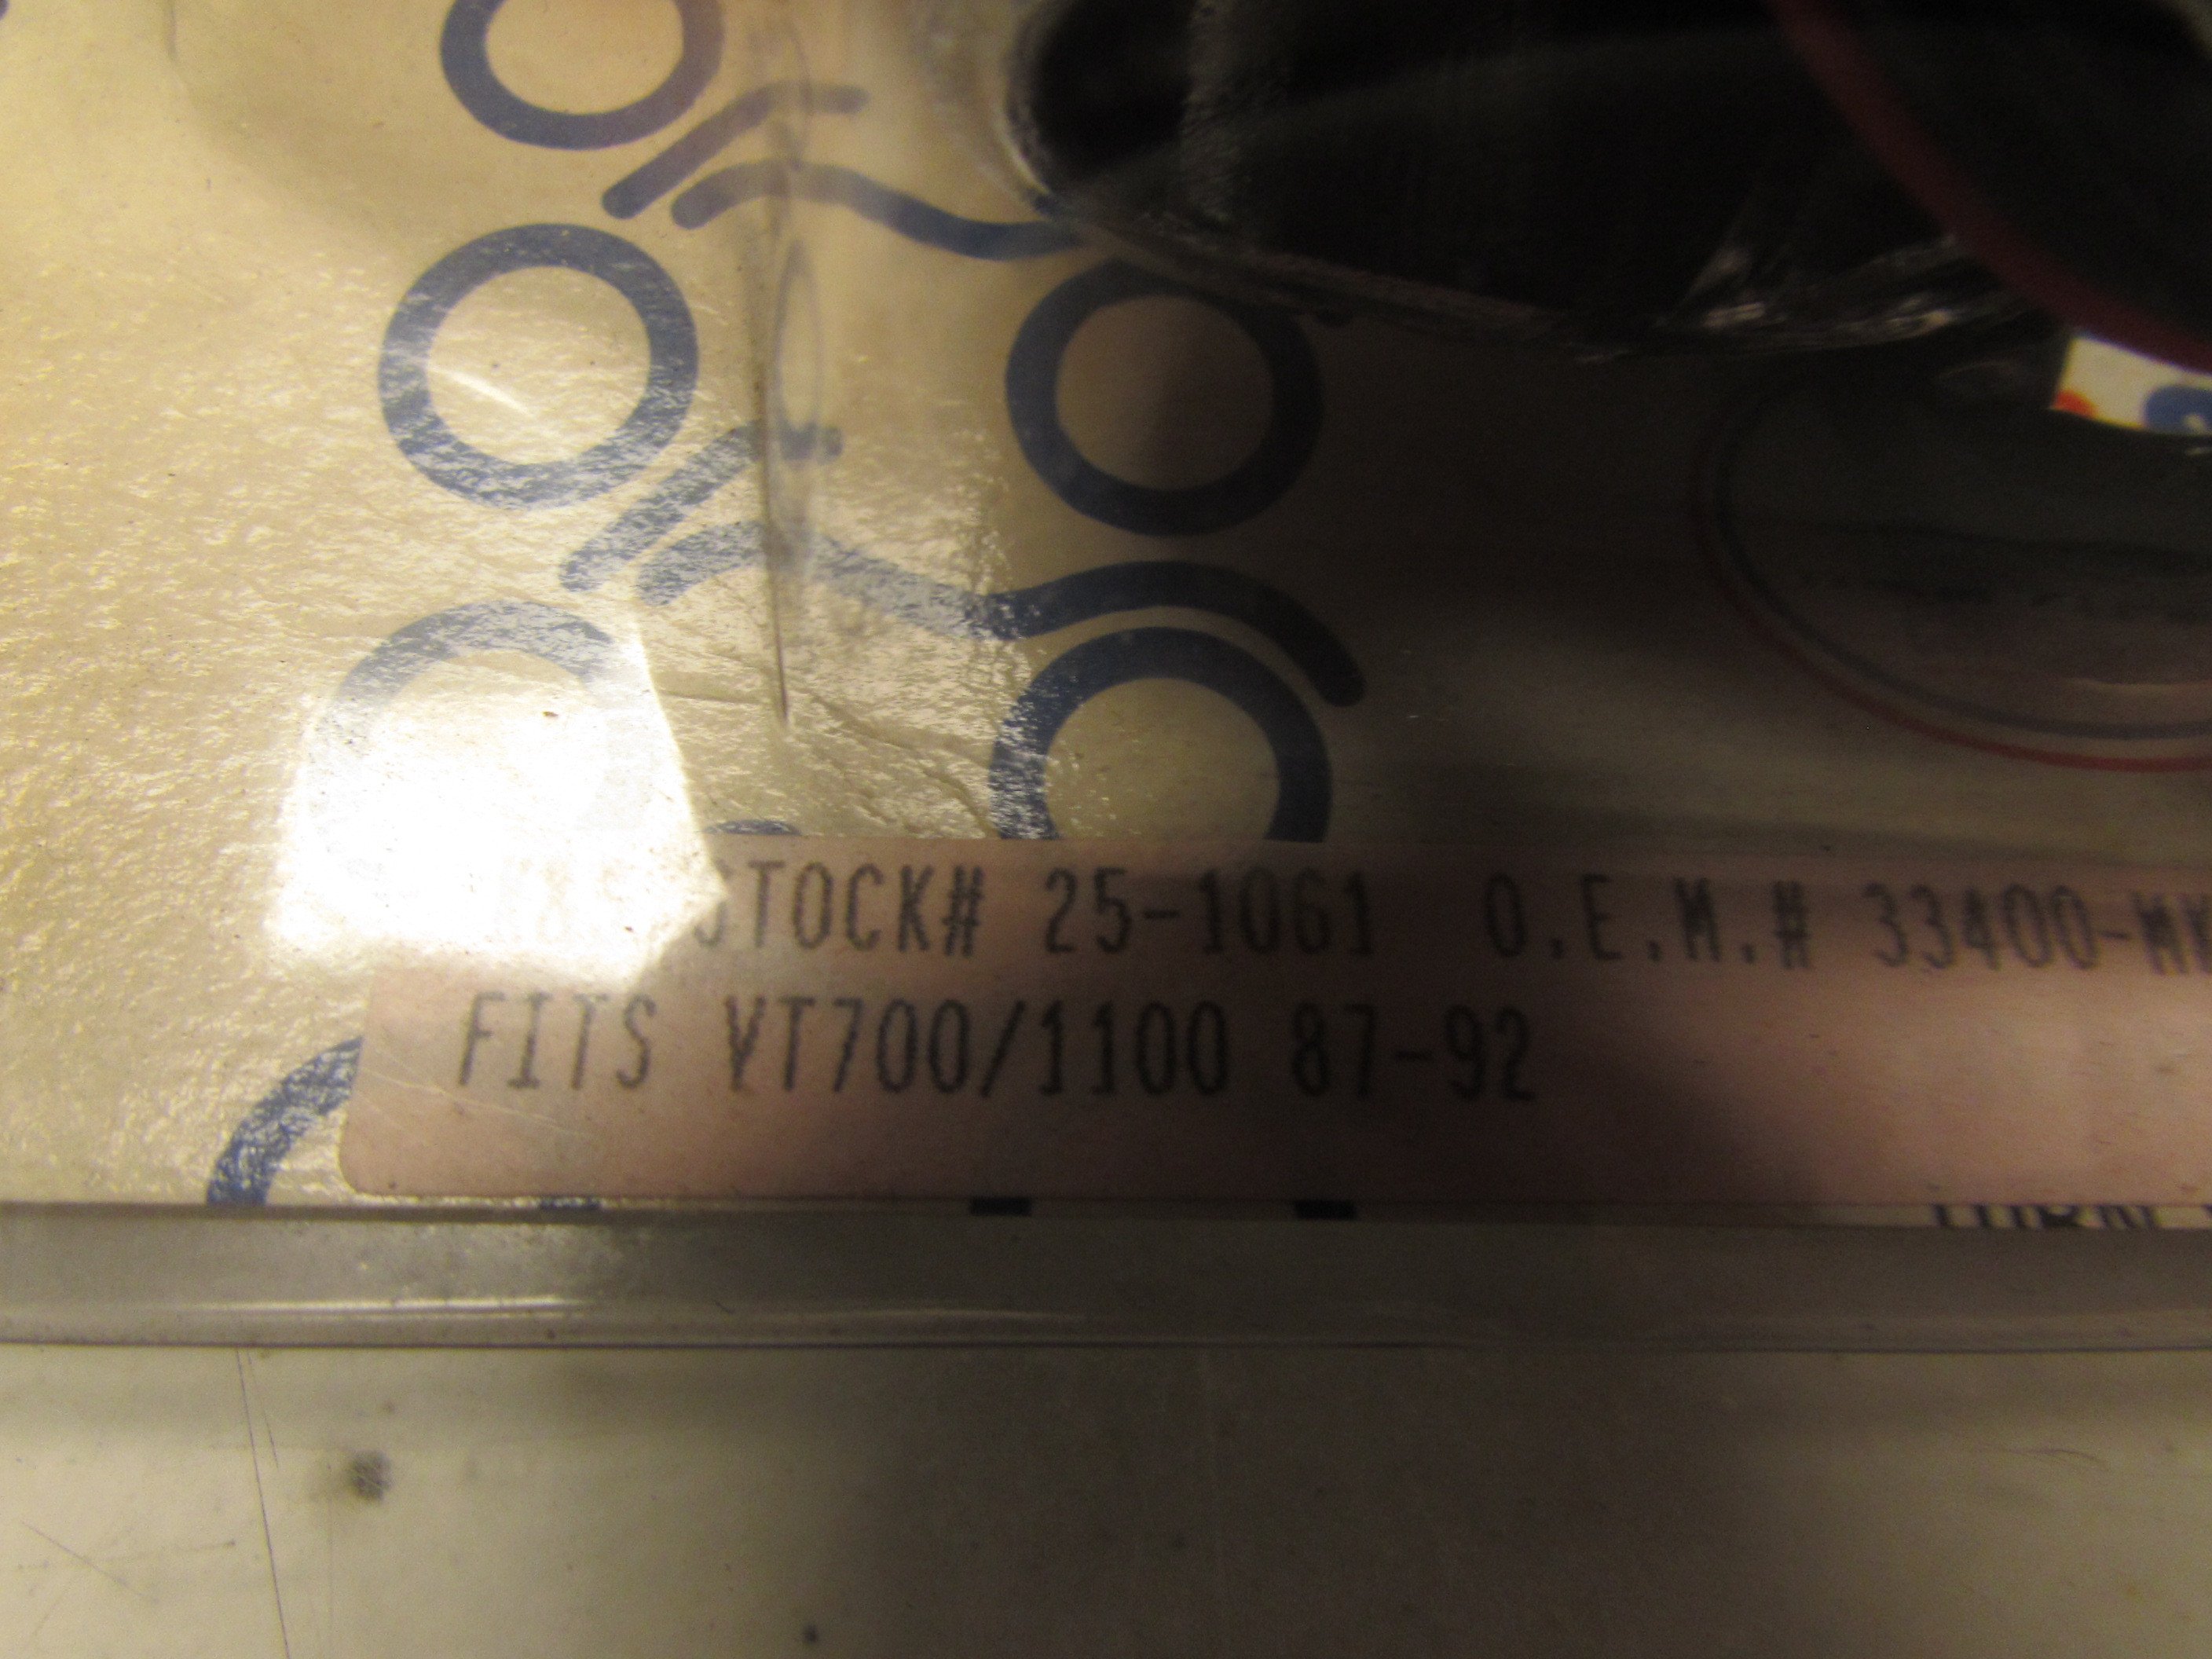 K&S STOCK# 25-1061 O.E.M.# 33400-M
FITS VT700/1100 87-92